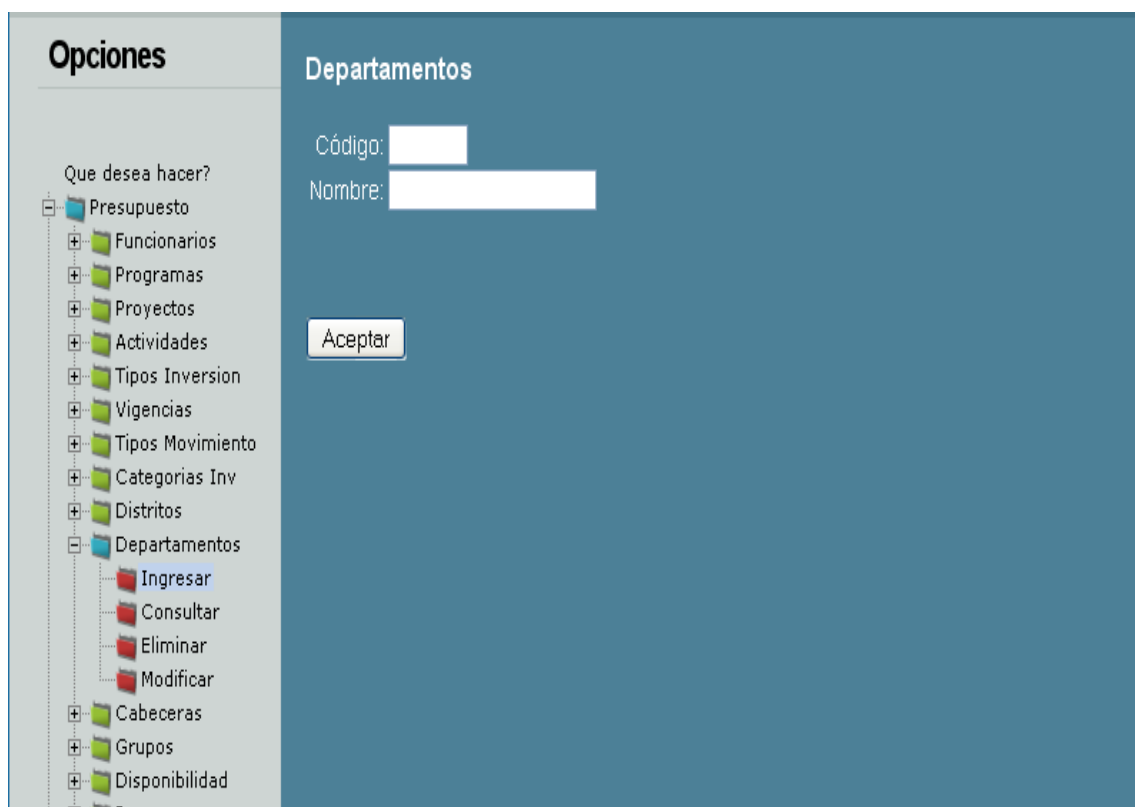 Opciones
Que desea hacer?
Presupuesto
Funcionarios
Programas
Proyectos
Actividades
Tipos Inversion
Vigencias
Tipos Movimiento
Categorias Inv
Distritos
Departamentos
Ingresar
Consultar
Eliminar
Modificar
Cabeceras
Grupos
Disponibilidad
Departamentos
Código:
Nombre:
Aceptar